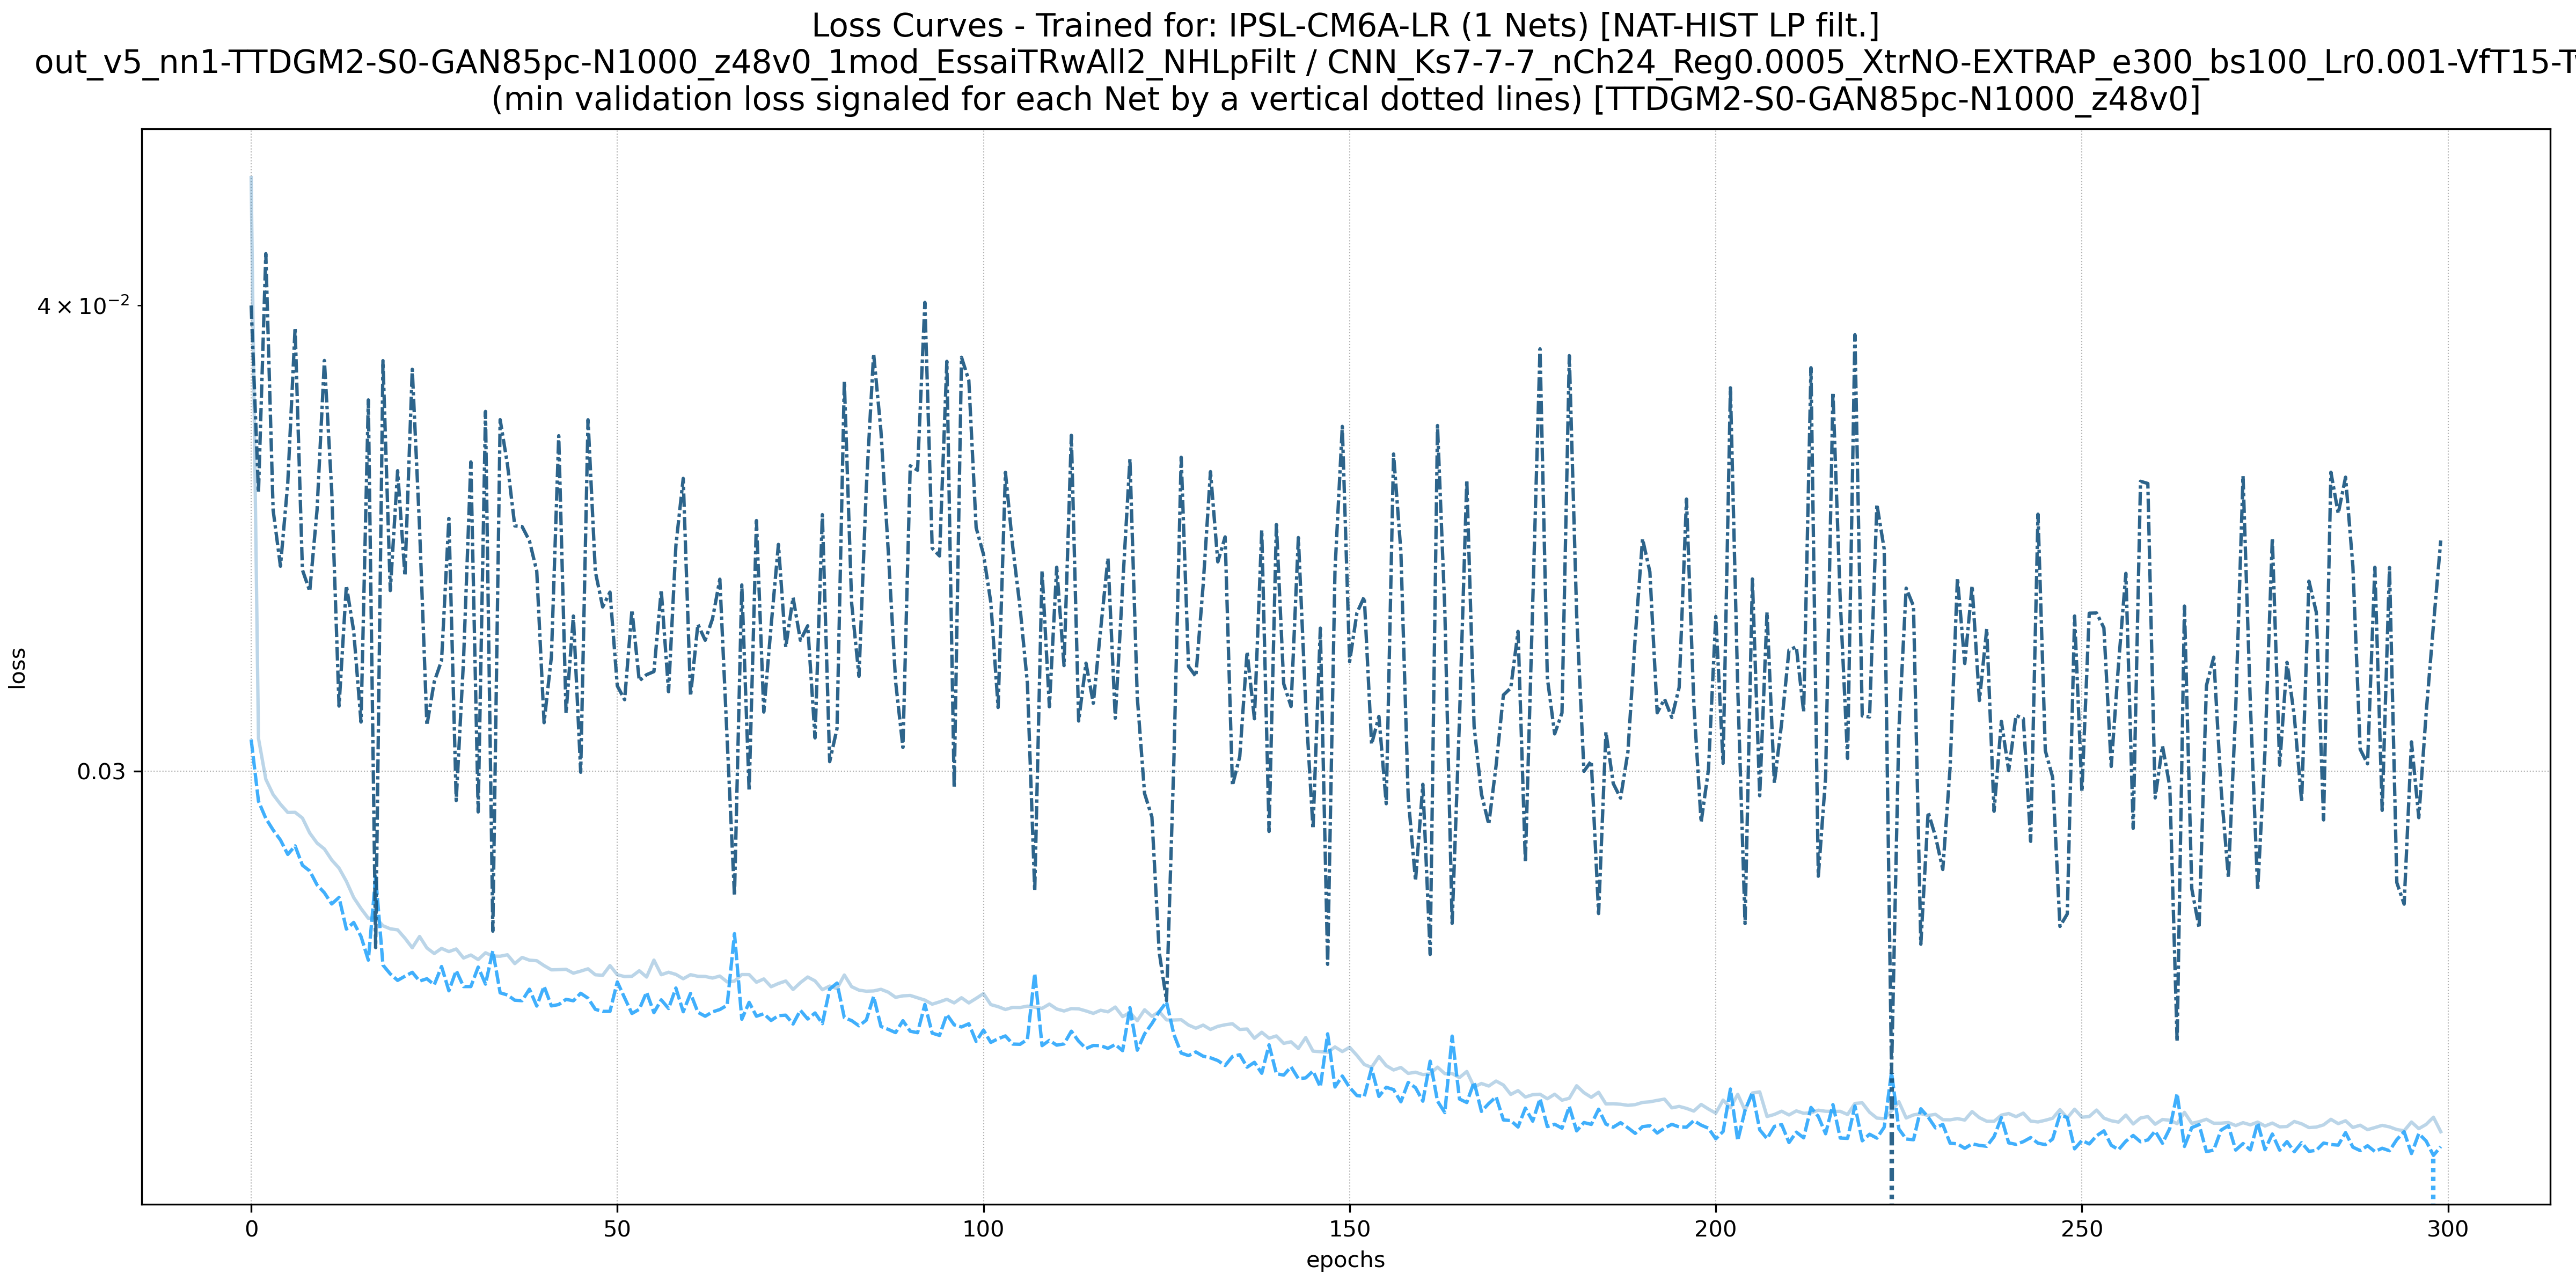 Loss Curves - Trained for: IPSL-CM6A-LR (1 Nets) [NAT-HIST LP filt.]
out_v5_nn1-TTDGM2-S0-GAN85pc-N1000_z48v0_1mod_EssaiTRwAll2_NHLpFilt / CNN_Ks7-7-7_nCh24_Reg0.0005_XtrNO-EXTRAP_e300_bs100_Lr0.001-VfT15-T
(min validation loss signaled for each Net by a vertical dotted lines) [TTDGM2-S0-GAN85pc-N1000_z48v0]
4 × 10⁻²
0.03
loss
0 50 100 150 200 250 300
epochs